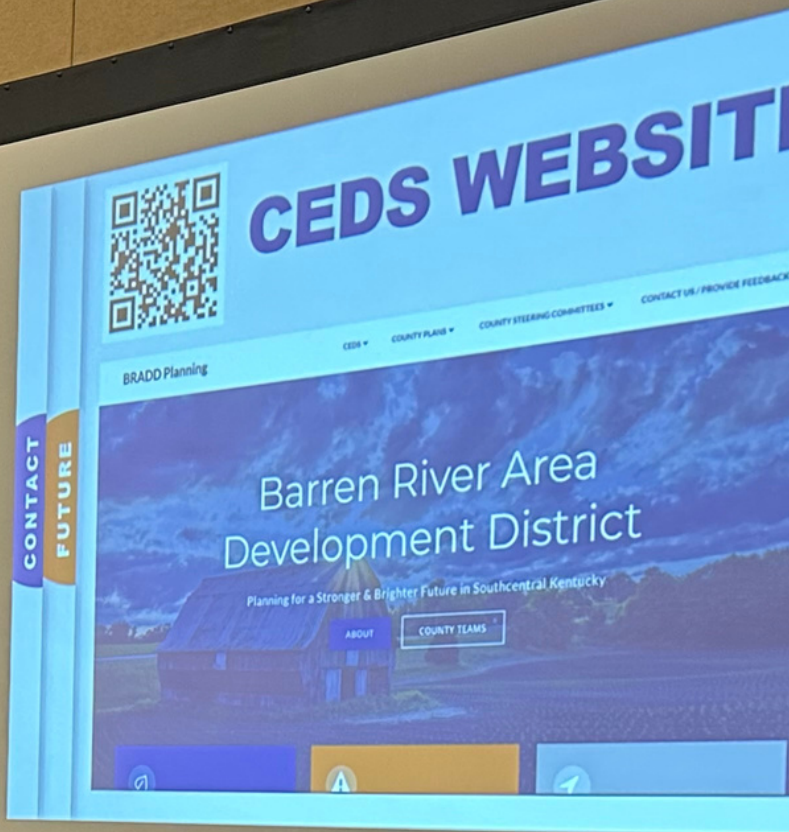 CEDS WEBSIT
CEDS COUNTY PLANS COUNTY STEERING COMMITTEES CONTACT US / PROVIDE FEEDBACK
BRADD Planning
Barren River Area
Development District
Planning for a Stronger & Brighter Future in Southcentral Kentucky
ABOUT COUNTY TEAMS
CONTACT
FUTURE